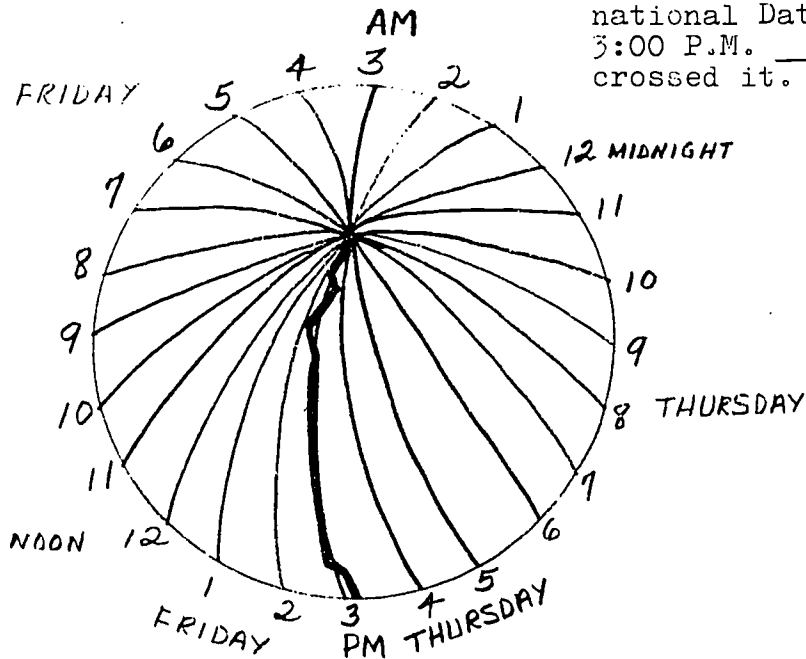 national Dat
3:00 P.M. __
crossed it.
AM
3
2
1
12 MIDNIGHT
11
10
9
8 THURSDAY
7
6
5
4
PM THURSDAY
3
2
FRIDAY
1
NOON 12
11
10
9
8
7
6
5
FRIDAY
4